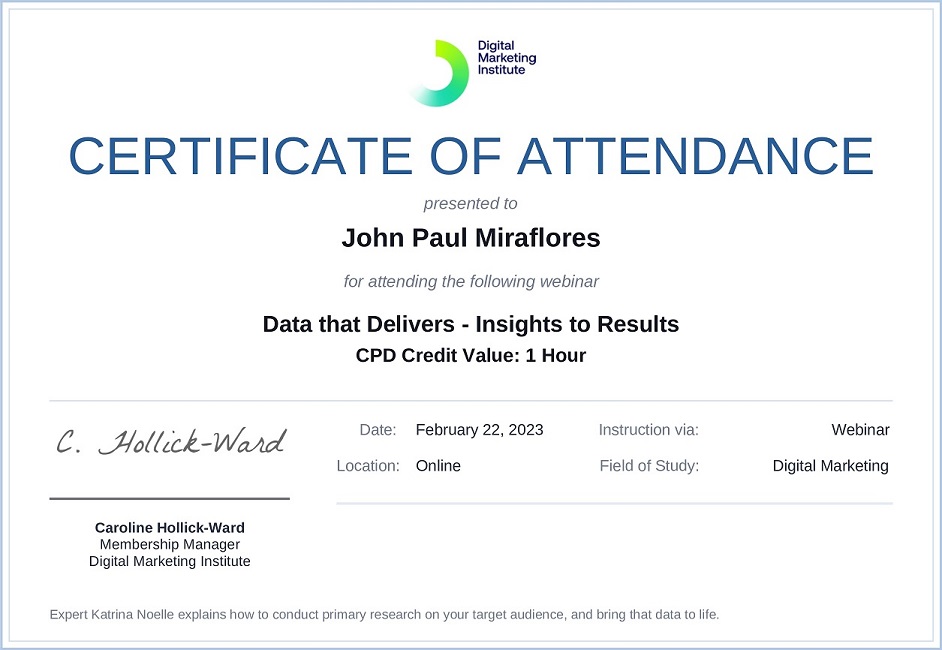 Digital
Marketing
Institute
CERTIFICATE OF ATTENDANCE
presented to
John Paul Miraflores
for attending the following webinar
Data that Delivers - Insights to Results
CPD Credit Value: 1 Hour
C. Hollick-Ward
Date: February 22, 2023 Instruction via: Webinar
Location: Online Field of Study: Digital Marketing
Caroline Hollick-Ward
Membership Manager
Digital Marketing Institute
Expert Katrina Noelle explains how to conduct primary research on your target audience, and bring that data to life.